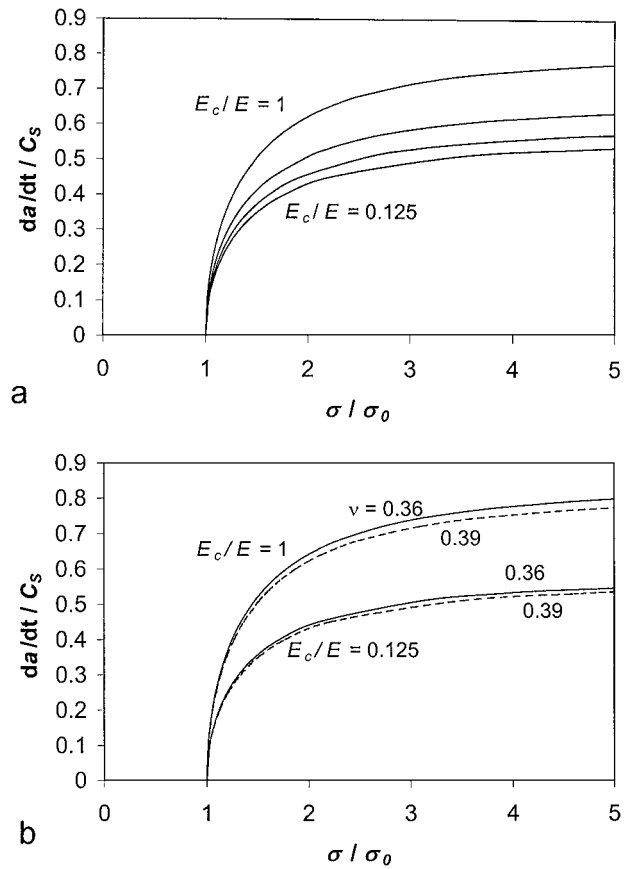 0.9
0.8
0.7
0.6
0.5
0.4
0.3
0.2
0.1
0
da/dt / C_S
E_c / E = 1
E_c / E = 0.125
0 1 2 3 4 5
σ / σ_0
a
0.9
0.8
0.7
0.6
0.5
0.4
0.3
0.2
0.1
0
da/dt / C_S
ν = 0.36
0.39
E_c / E = 1
0.36
0.39
E_c / E = 0.125
0 1 2 3 4 5
σ / σ_0
b